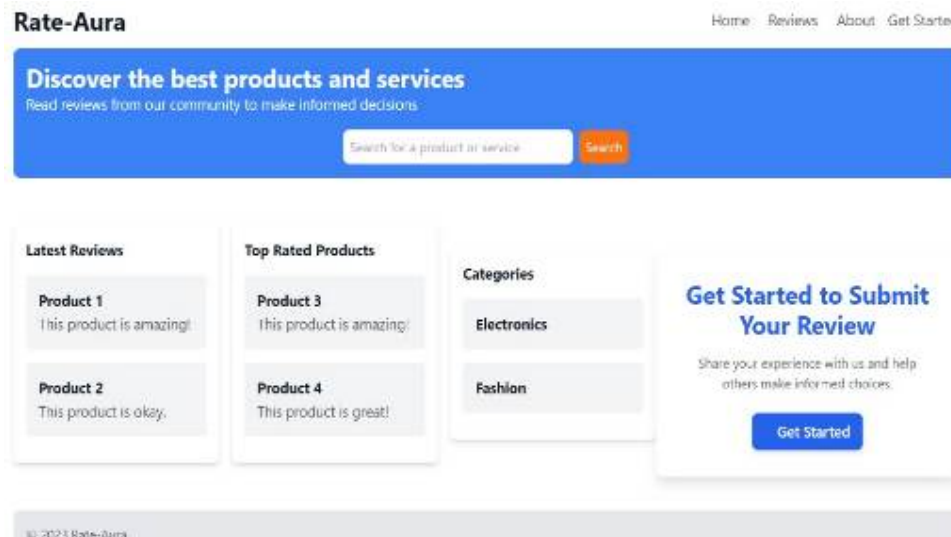 Rate-Aura
Home Reviews About Get Starte
Discover the best products and services
Read reviews from our community to make informed decisions
Search for a product or service Search
Latest Reviews
Product 1
This product is amazing!
Product 2
This product is okay.
Top Rated Products
Product 3
This product is amazing!
Product 4
This product is great!
Categories
Electronics
Fashion
Get Started to Submit
Your Review
Share your experience with us and help
others make informed choices
Get Started
© 2023 Rate-Aura